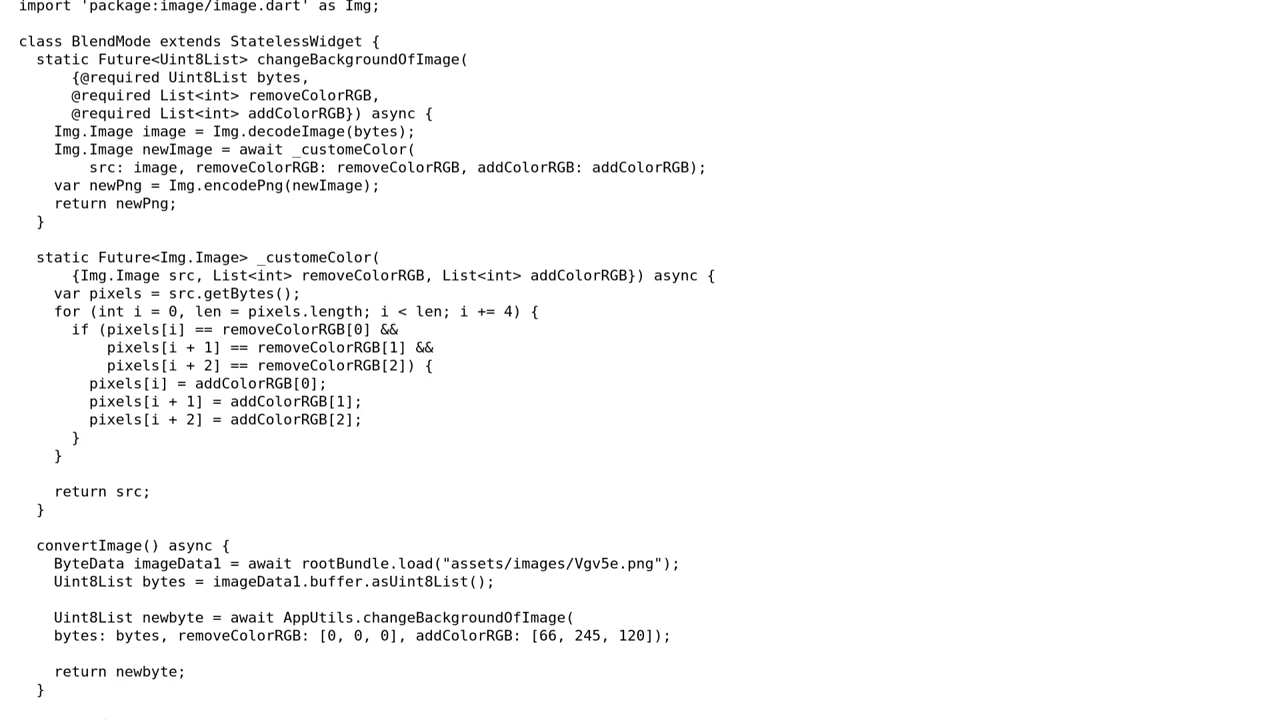 import 'package:image/image.dart' as Img;

class BlendMode extends StatelessWidget {
  static Future<Uint8List> changeBackgroundOfImage(
      {@required Uint8List bytes,
      @required List<int> removeColorRGB,
      @required List<int> addColorRGB}) async {
    Img.Image image = Img.decodeImage(bytes);
    Img.Image newImage = await _customeColor(
        src: image, removeColorRGB: removeColorRGB, addColorRGB: addColorRGB);
    var newPng = Img.encodePng(newImage);
    return newPng;
  }

  static Future<Img.Image> _customeColor(
      {Img.Image src, List<int> removeColorRGB, List<int> addColorRGB}) async {
    var pixels = src.getBytes();
    for (int i = 0, len = pixels.length; i < len; i += 4) {
      if (pixels[i] == removeColorRGB[0] &&
          pixels[i + 1] == removeColorRGB[1] &&
          pixels[i + 2] == removeColorRGB[2]) {
        pixels[i] = addColorRGB[0];
        pixels[i + 1] = addColorRGB[1];
        pixels[i + 2] = addColorRGB[2];
      }
    }

    return src;
  }

  convertImage() async {
    ByteData imageData1 = await rootBundle.load("assets/images/Vgv5e.png");
    Uint8List bytes = imageData1.buffer.asUint8List();

    Uint8List newbyte = await AppUtils.changeBackgroundOfImage(
    bytes: bytes, removeColorRGB: [0, 0, 0], addColorRGB: [66, 245, 120]);

    return newbyte;
  }